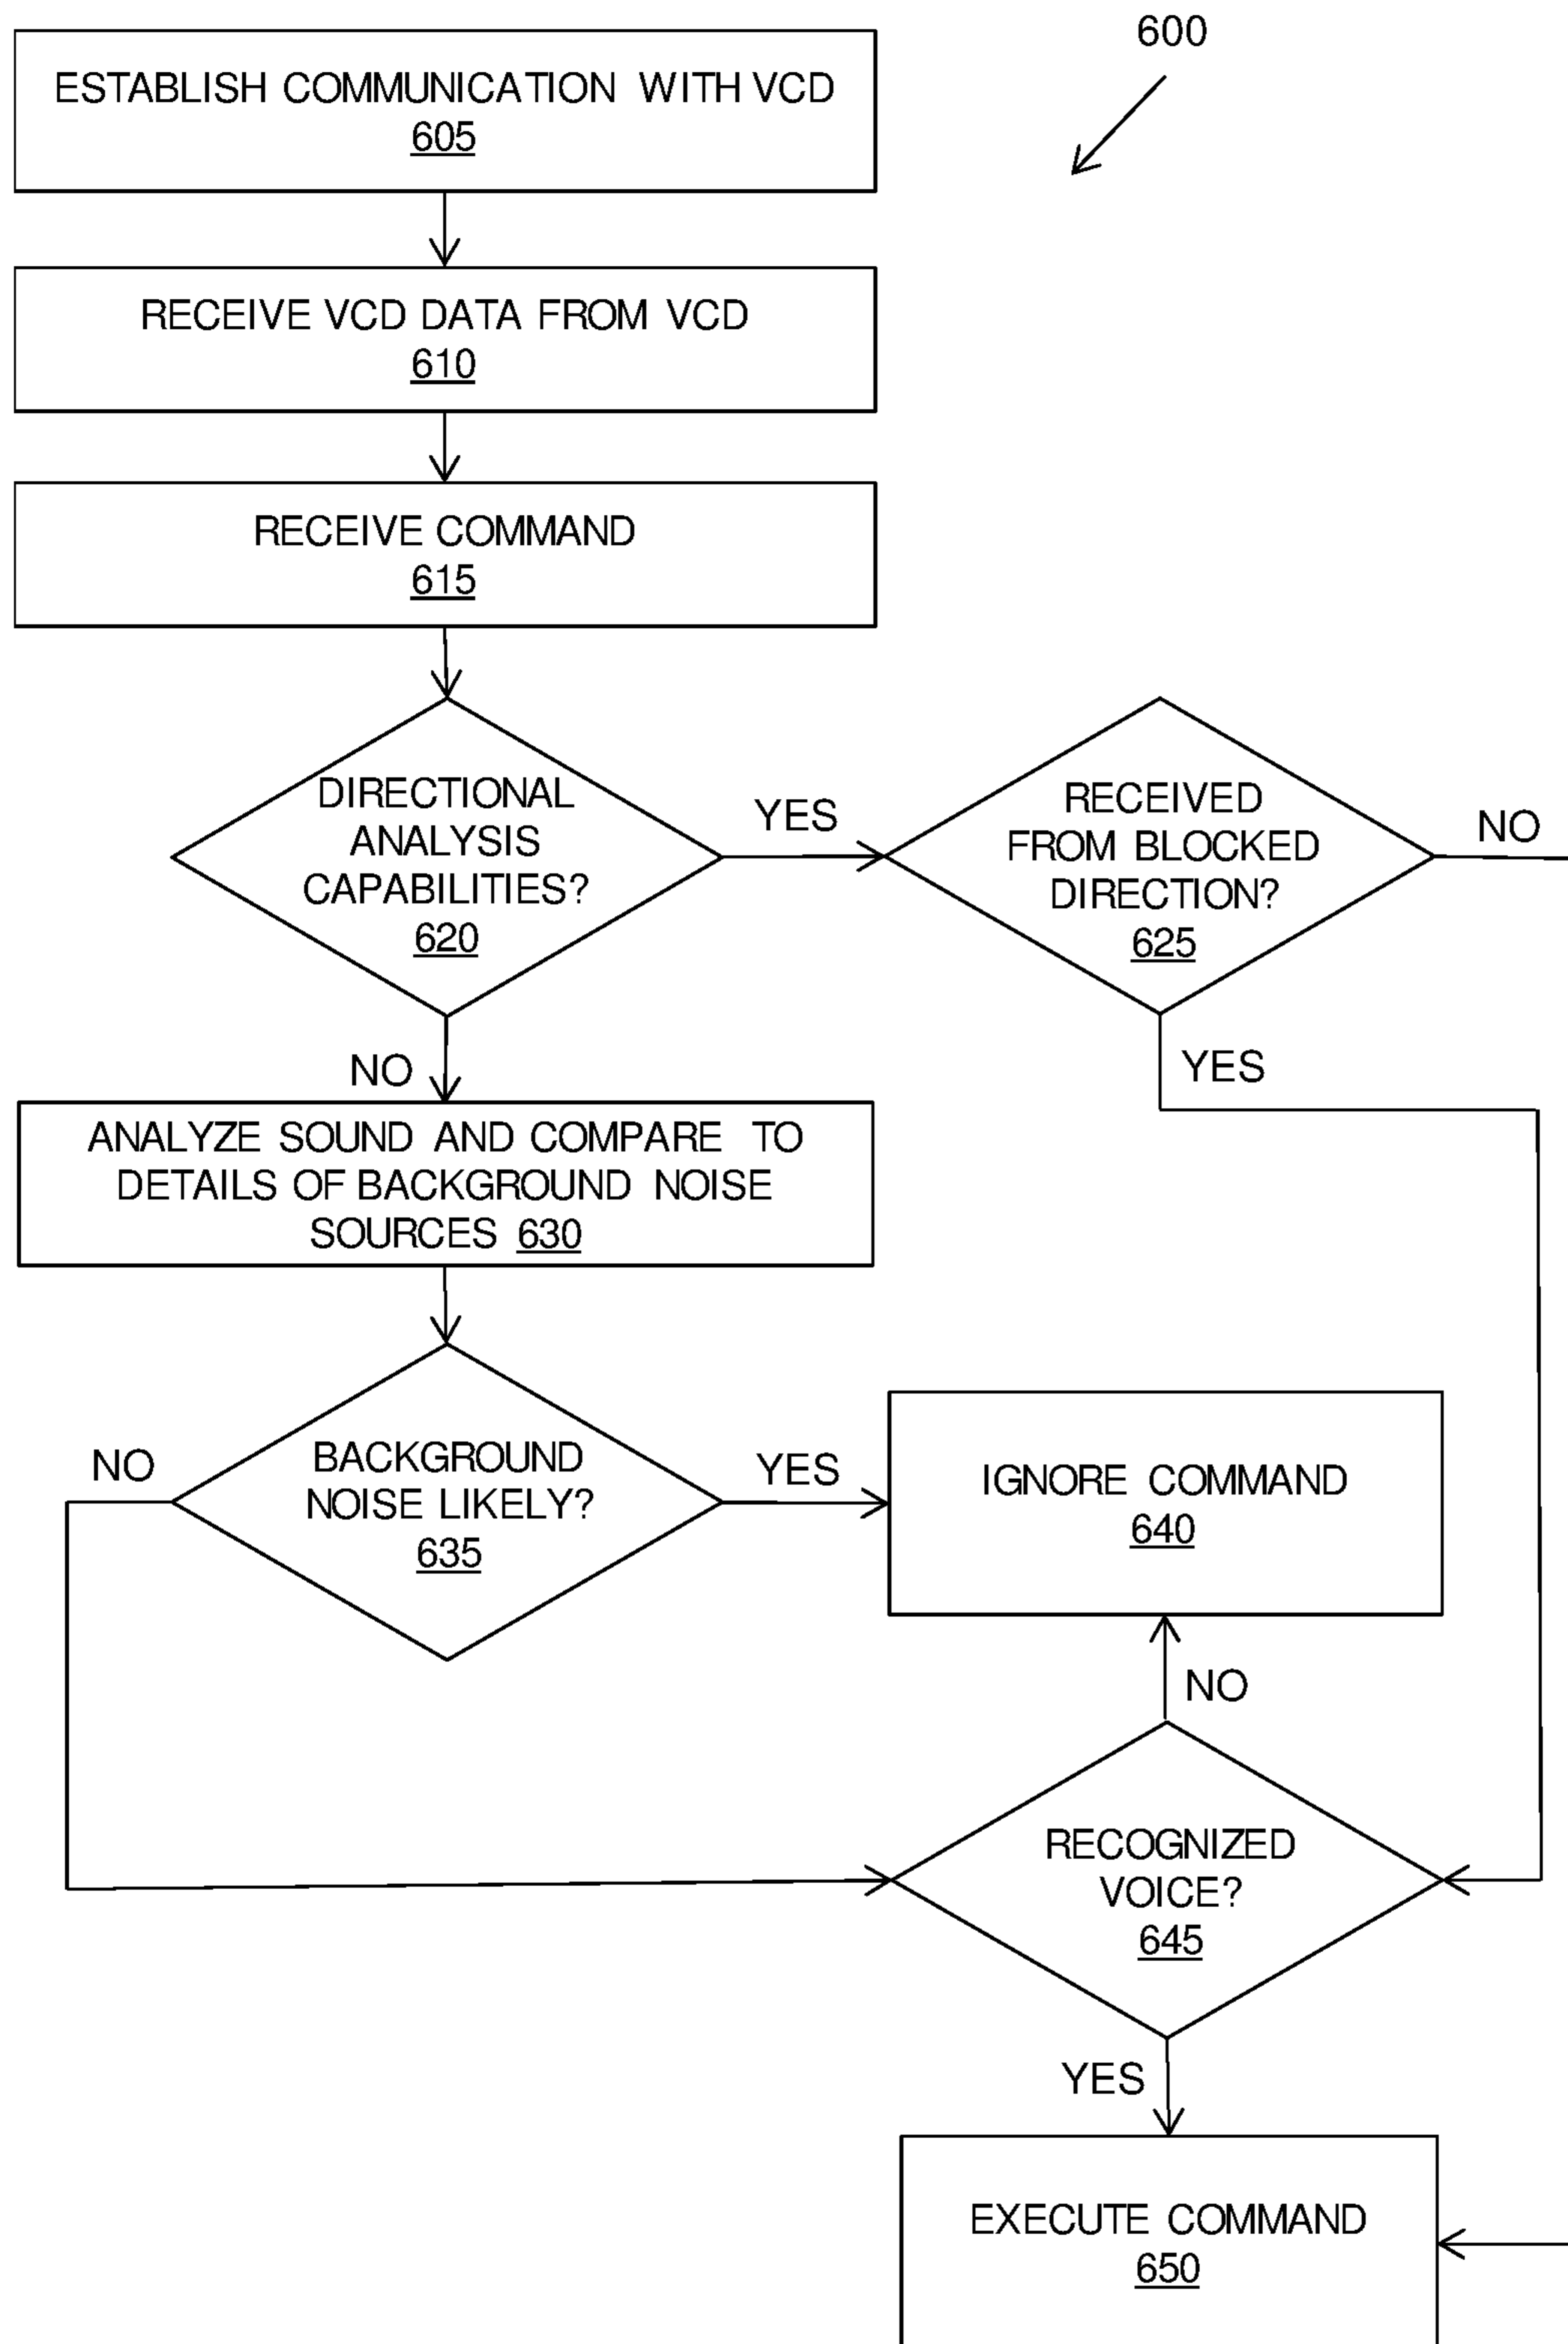 600
ESTABLISH COMMUNICATION WITH VCD
605
RECEIVE VCD DATA FROM VCD
610
RECEIVE COMMAND
615
DIRECTIONAL
ANALYSIS
CAPABILITIES?
620
YES
RECEIVED
FROM BLOCKED
DIRECTION?
625
NO
NO
YES
ANALYZE SOUND AND COMPARE TO
DETAILS OF BACKGROUND NOISE
SOURCES 630
NO
BACKGROUND
NOISE LIKELY?
635
YES
IGNORE COMMAND
640
NO
RECOGNIZED
VOICE?
645
YES
EXECUTE COMMAND
650